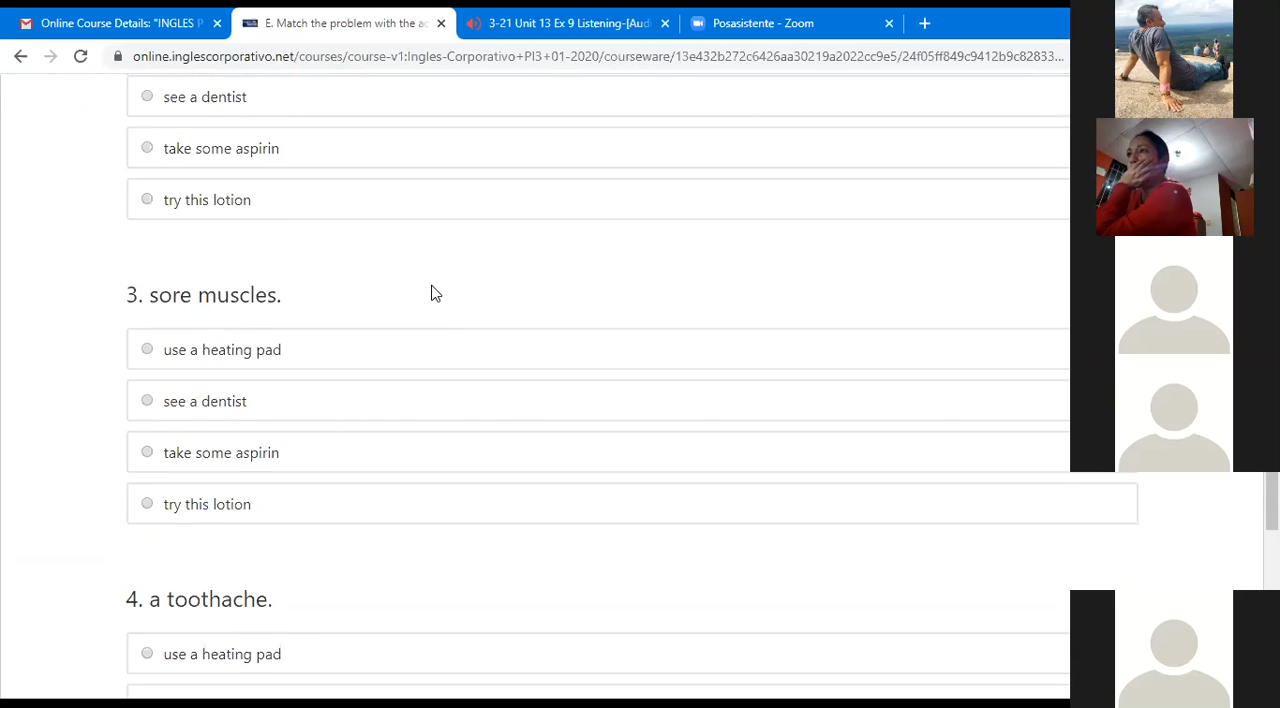 Online Course Details: "INGLES P
E. Match the problem with the ac
3-21 Unit 13 Ex 9 Listening-[Audi
Posasistente - Zoom
online.inglescorporativo.net/courses/course-v1:Ingles-Corporativo+PI3+01-2020/courseware/13e432b272c6426aa30219a2022cc9e5/24f05ff849c9412b9c82833...
see a dentist
take some aspirin
try this lotion
3. sore muscles.
use a heating pad
see a dentist
take some aspirin
try this lotion
4. a toothache.
use a heating pad